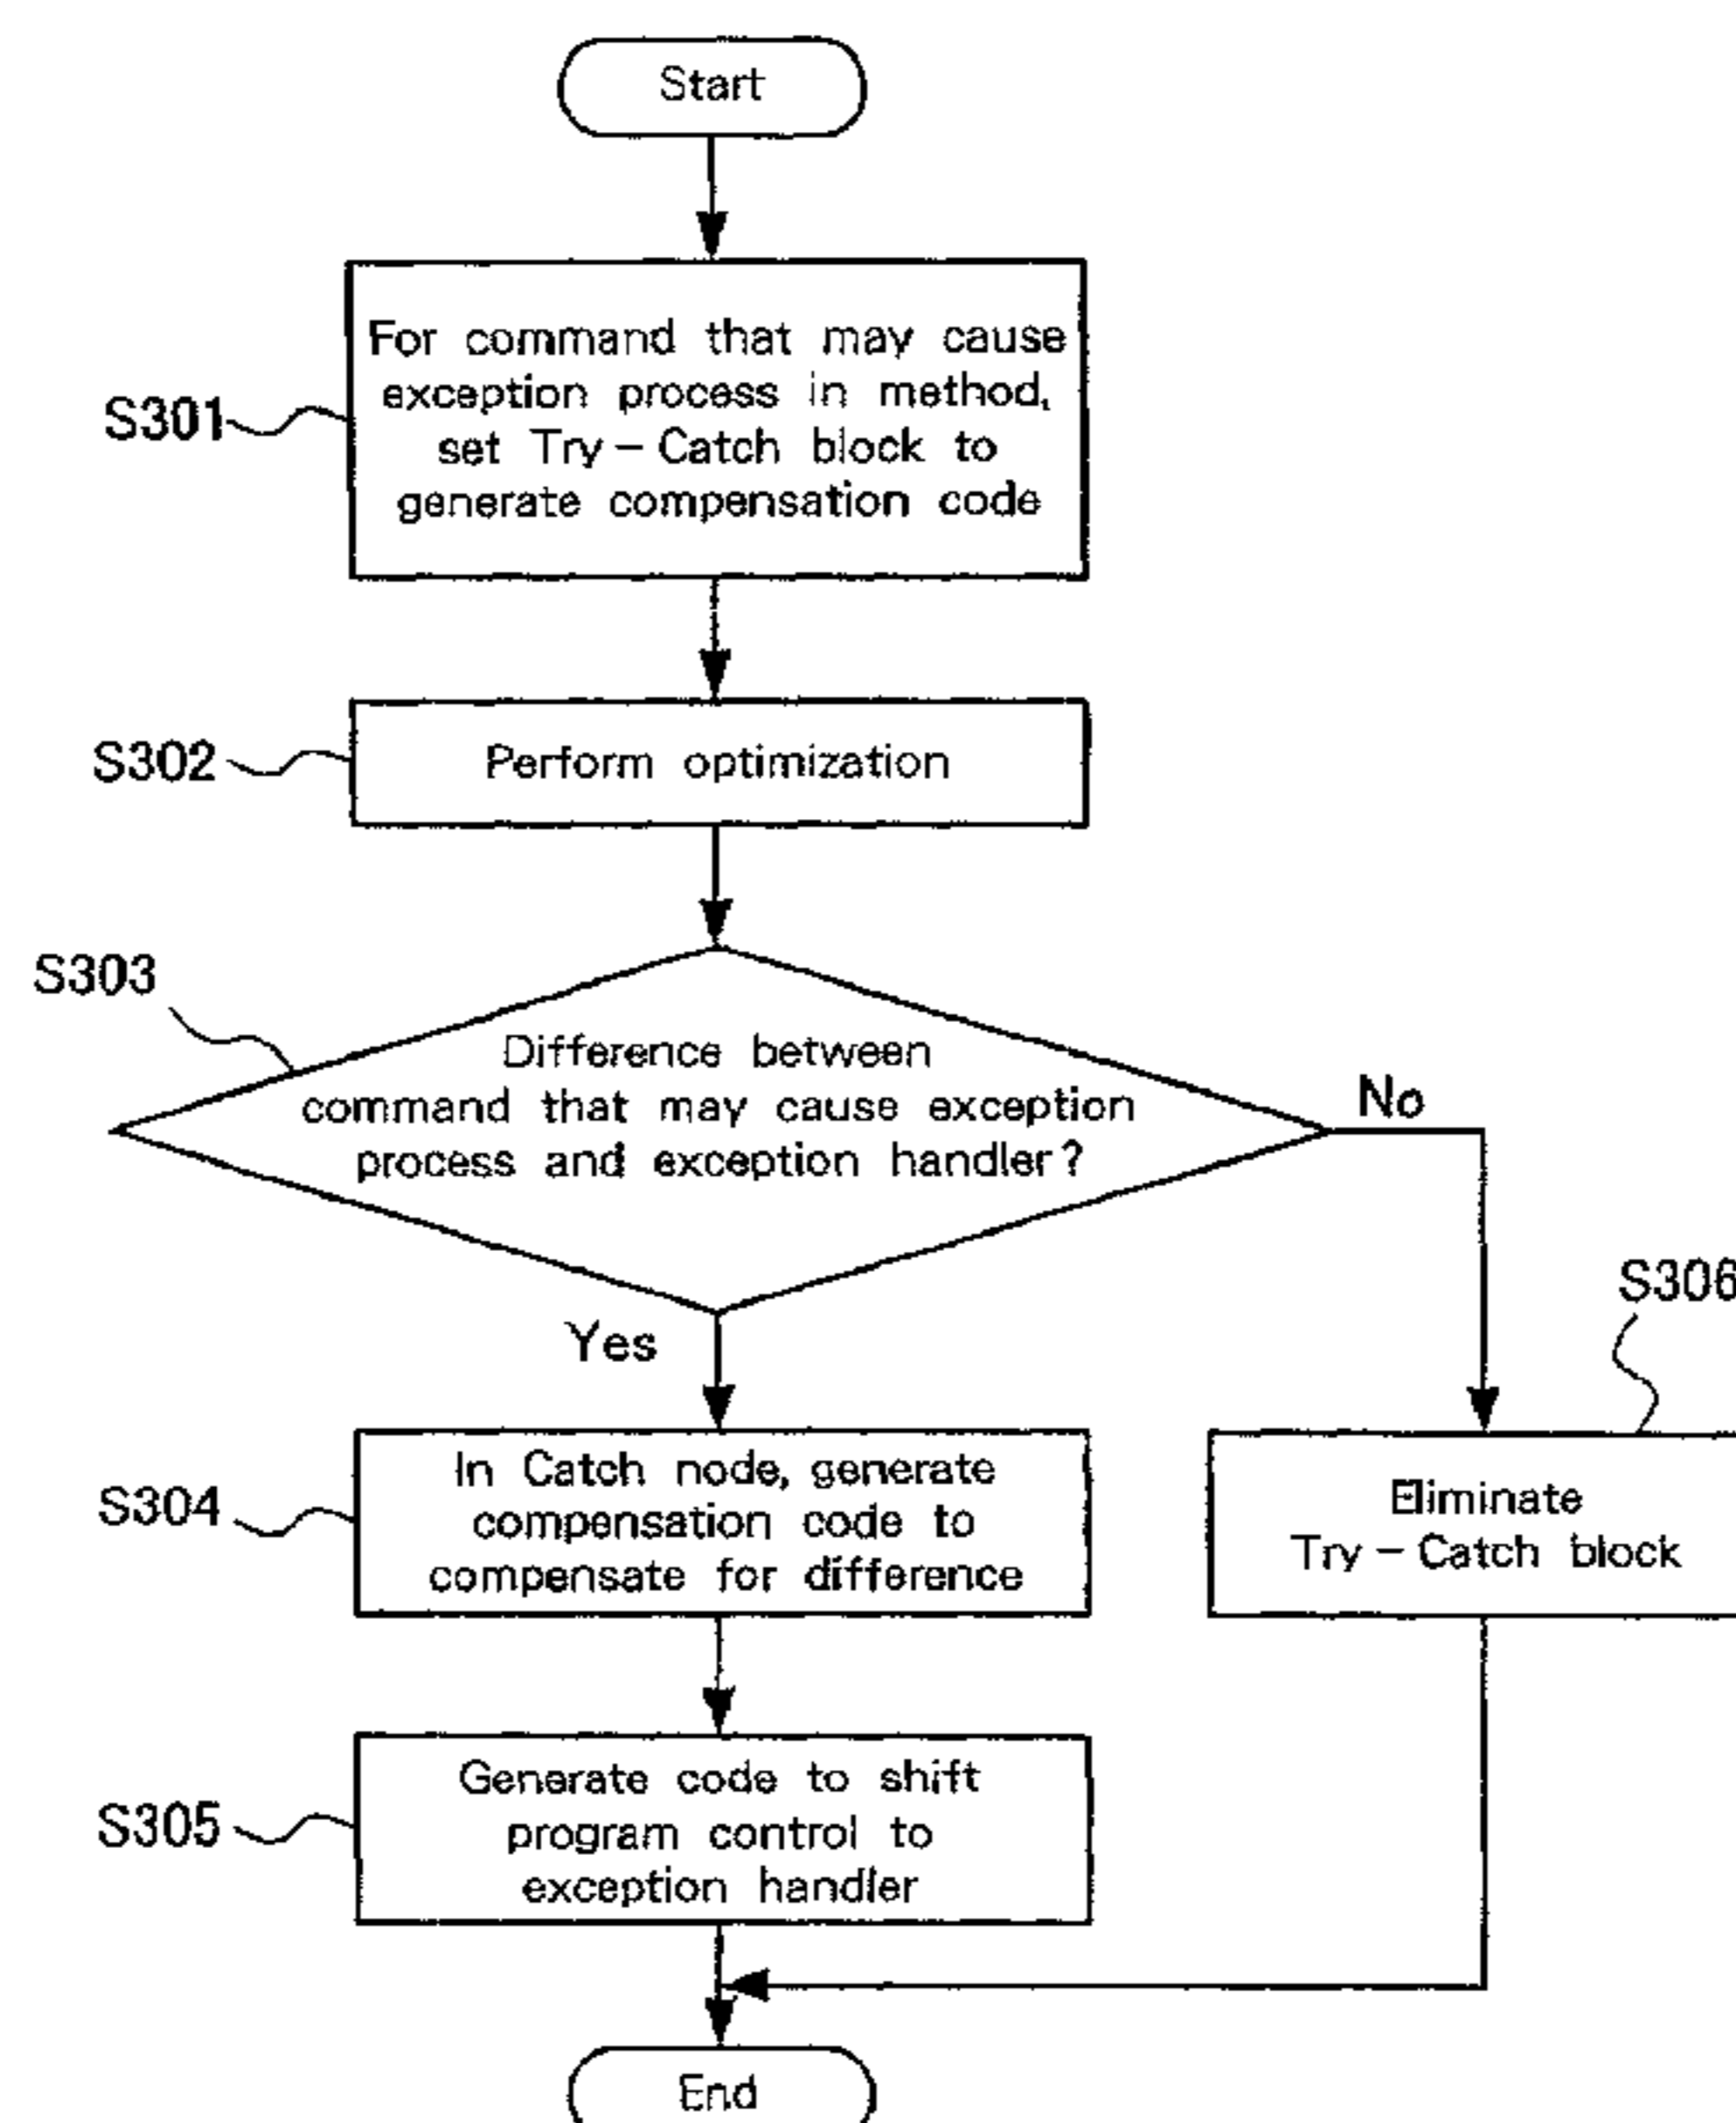 Start
S301
For command that may cause
exception process in method,
set Try-Catch block to
generate compensation code
S302
Perform optimization
S303
Difference between
command that may cause exception
process and exception handler?
No
Yes
S306
S304
In Catch node, generate
compensation code to
compensate for difference
Eliminate
Try-Catch block
S305
Generate code to shift
program control to
exception handler
End